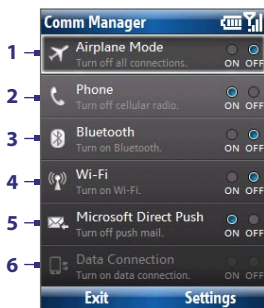 Comm Manager
1 Airplane Mode
Turn off all connections. ON OFF
2 Phone
Turn off cellular radio. ON OFF
3 Bluetooth
Turn on Bluetooth. ON OFF
4 Wi-Fi
Turn on Wi-Fi. ON OFF
5 Microsoft Direct Push
Turn off push mail. ON OFF
6 Data Connection
Turn on data connection. ON OFF
Exit Settings